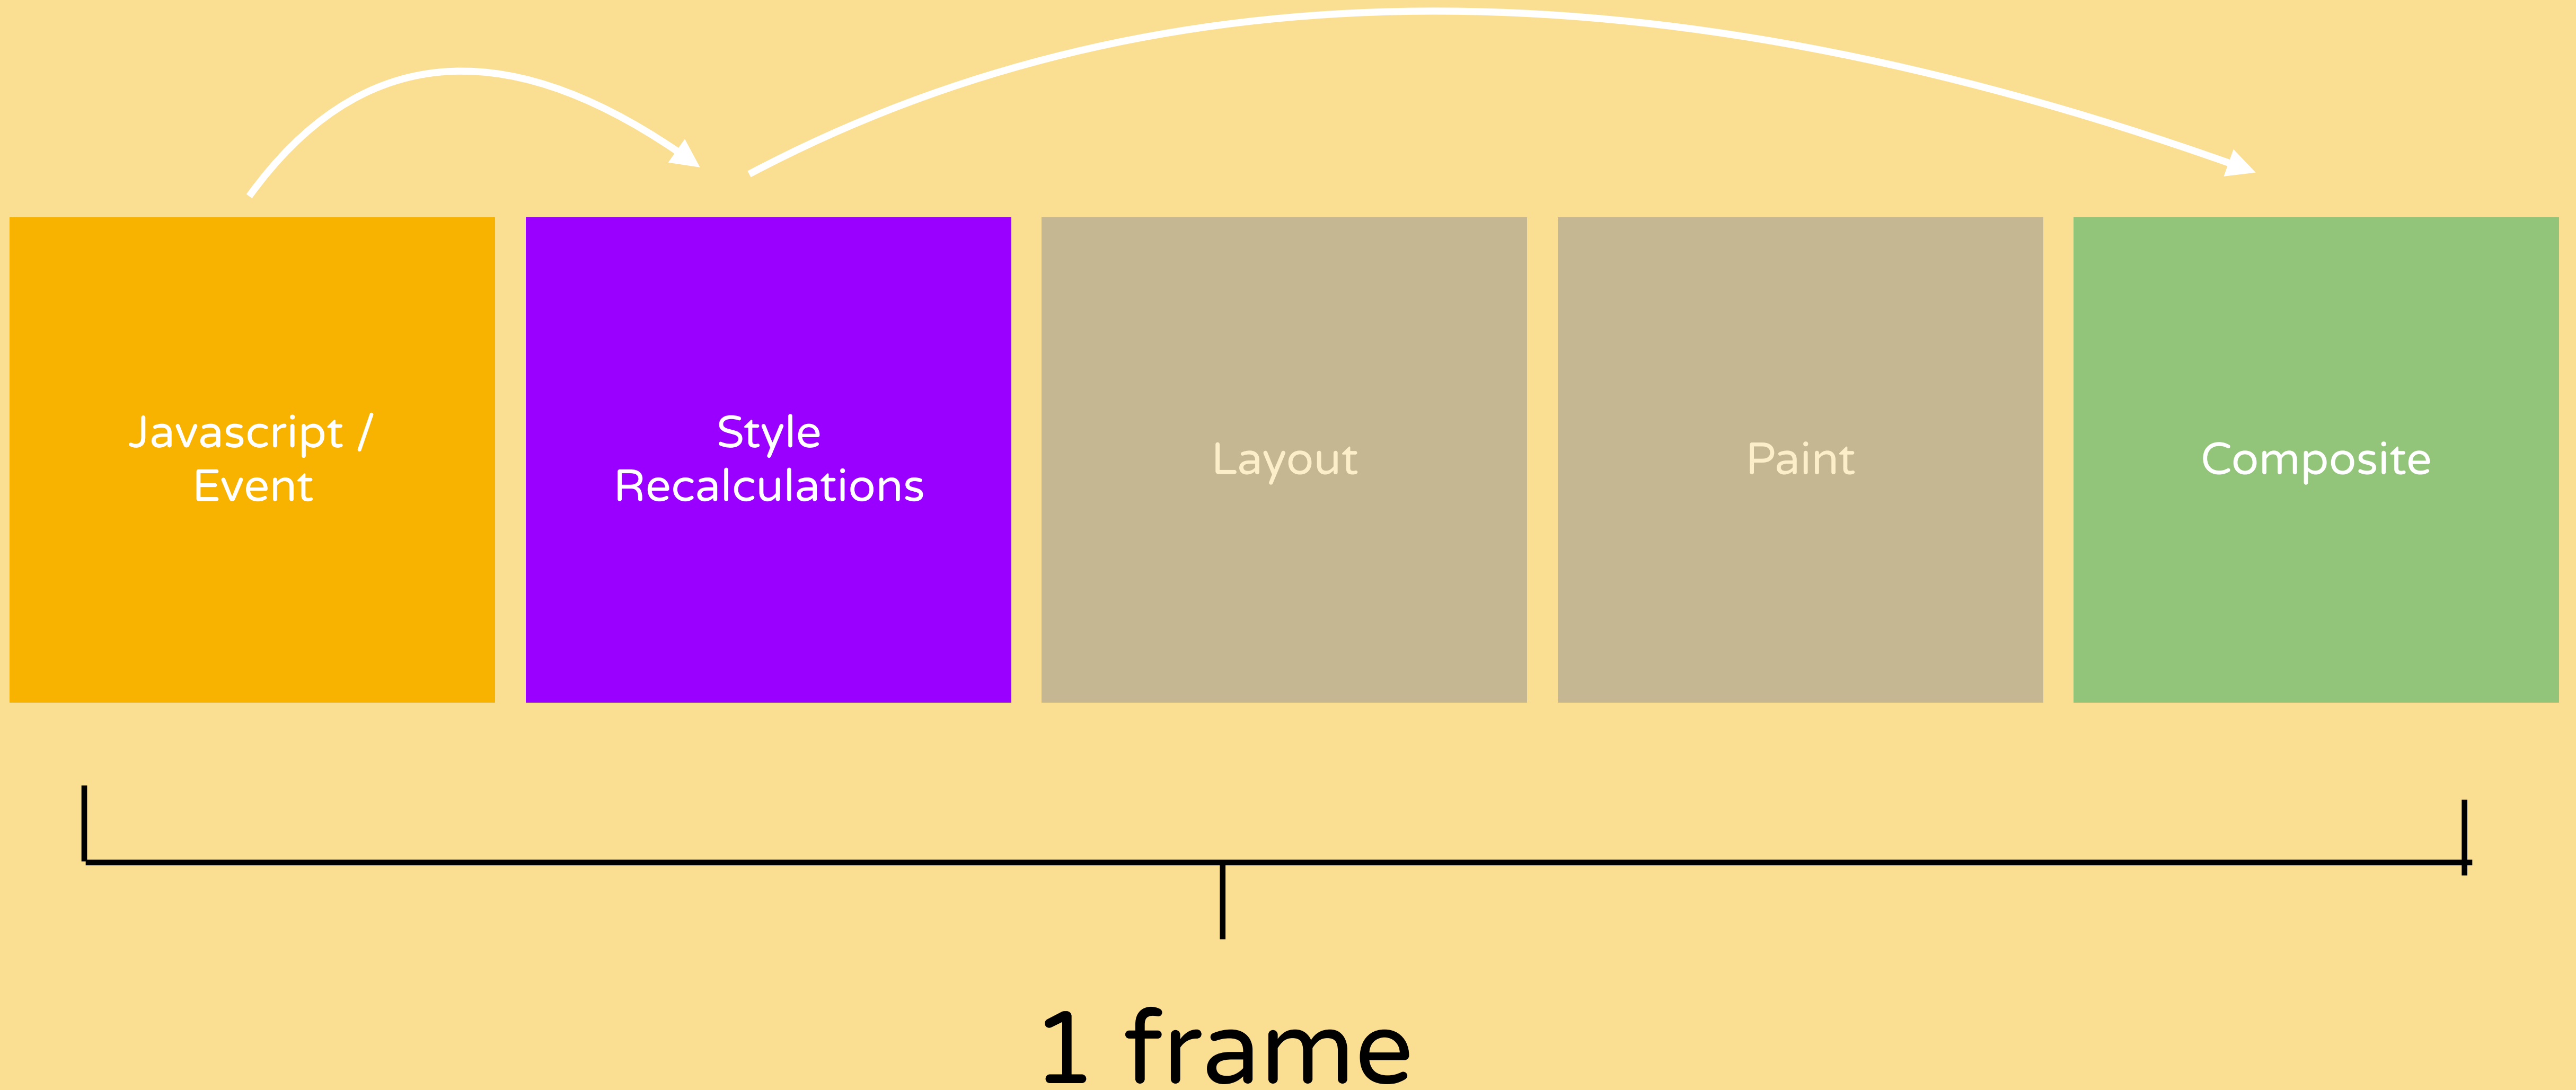 Javascript /
Event
Style
Recalculations
Layout
Paint
Composite
1 frame